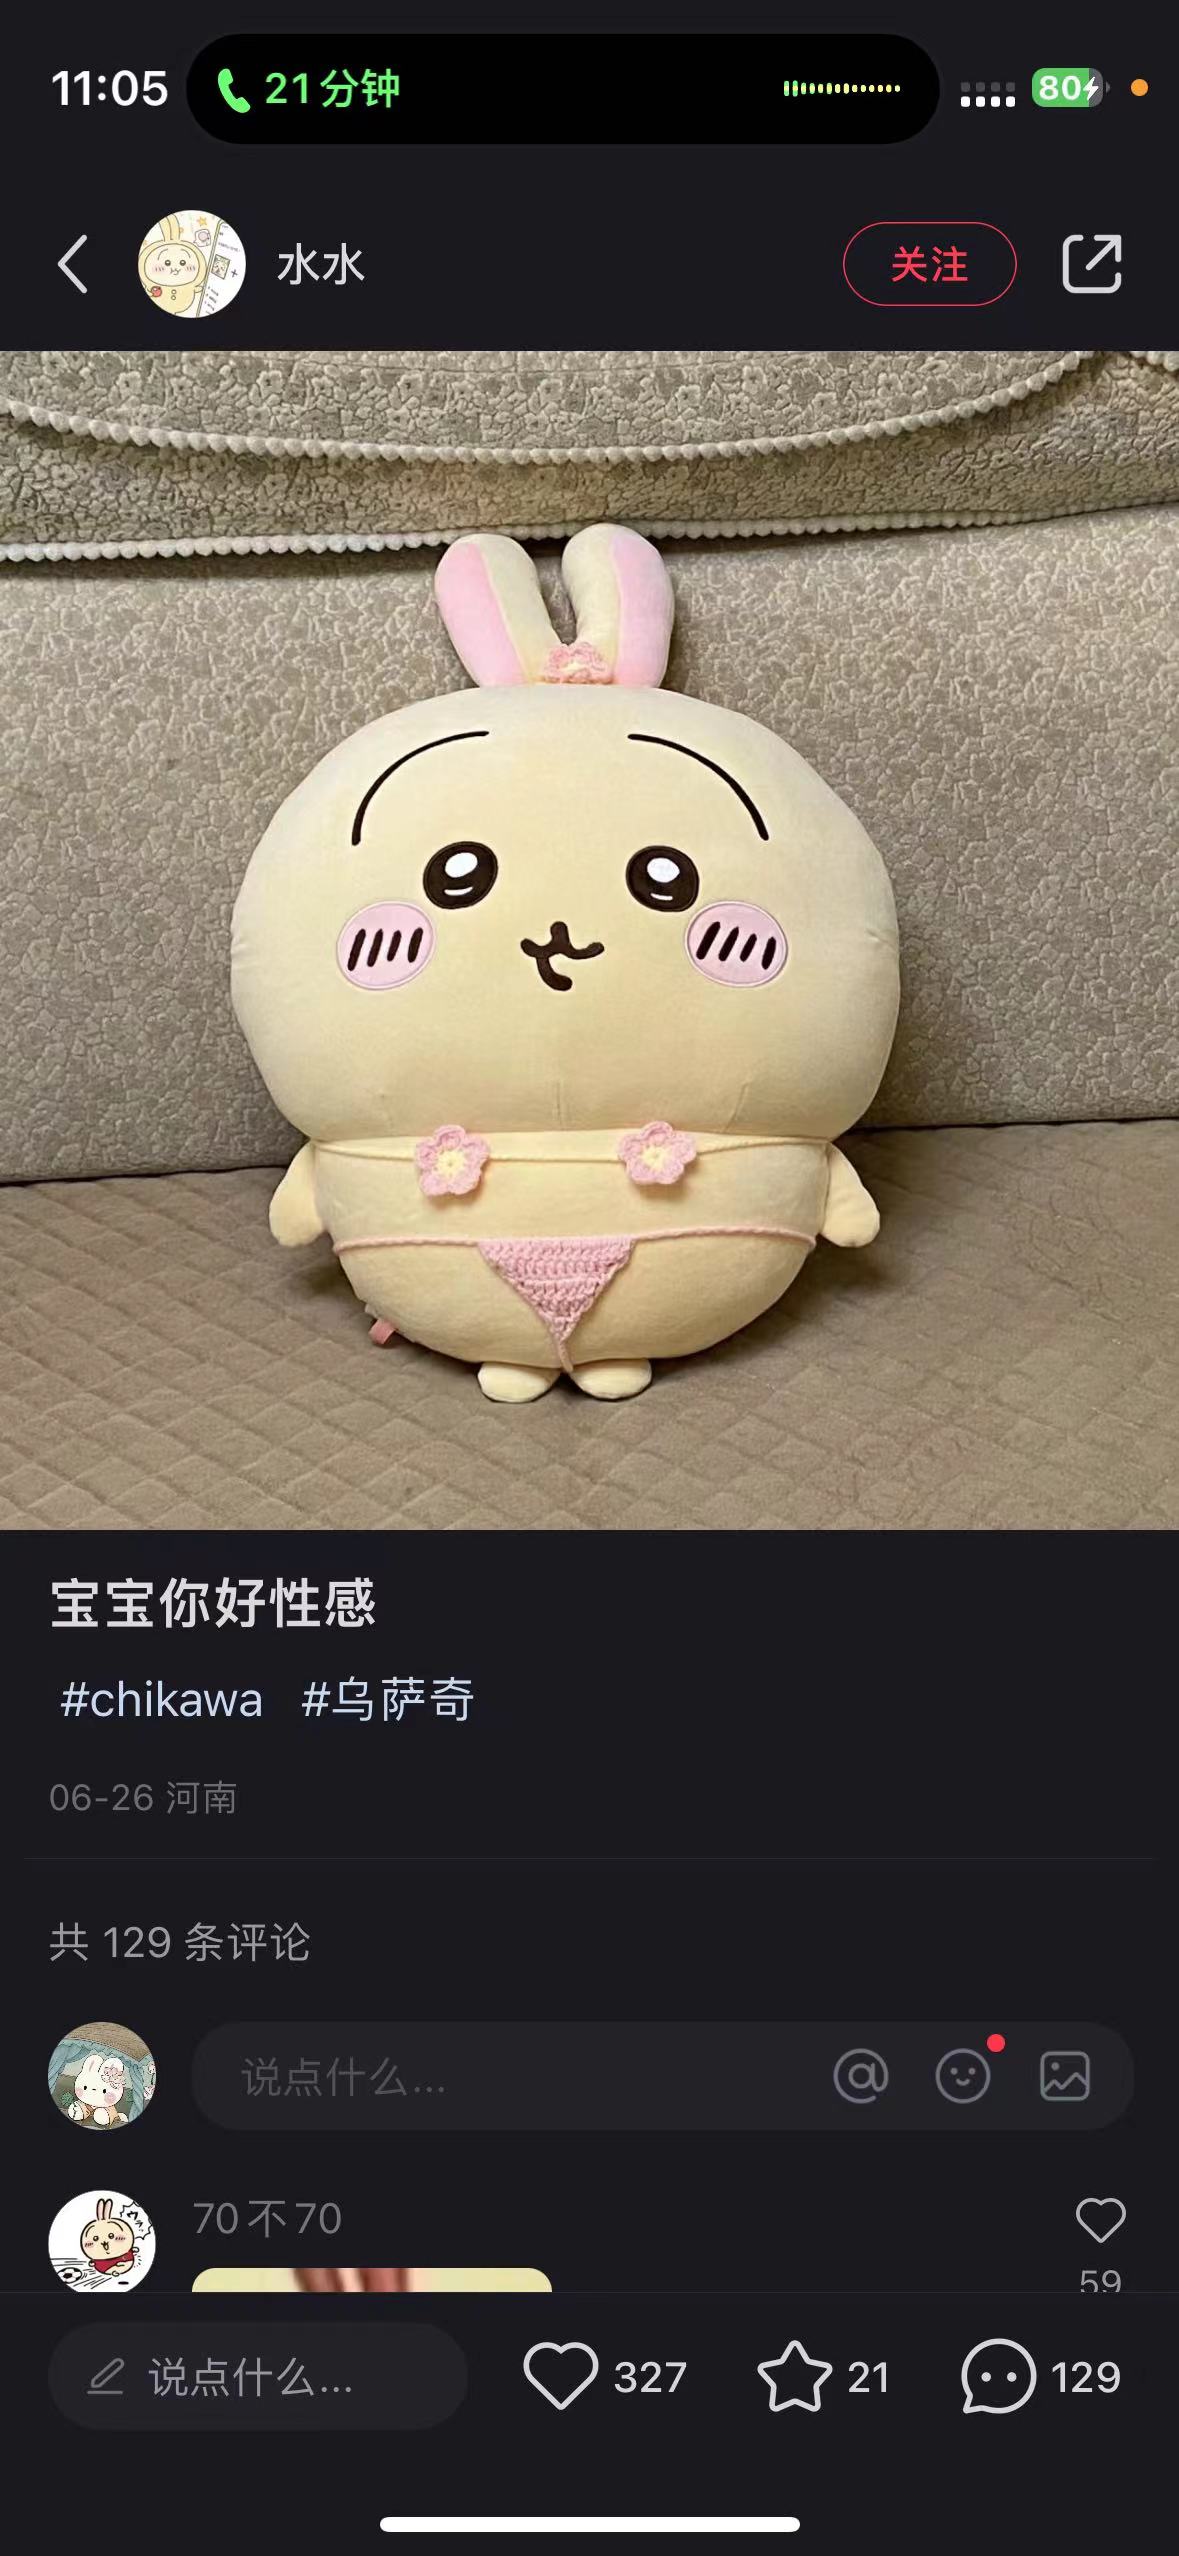 11:05
21分钟
80
水水
关注
宝宝你好性感
#chikawa #乌萨奇
06-26 河南
共 129 条评论
说点什么...
70不70
59
说点什么...
327
21
129